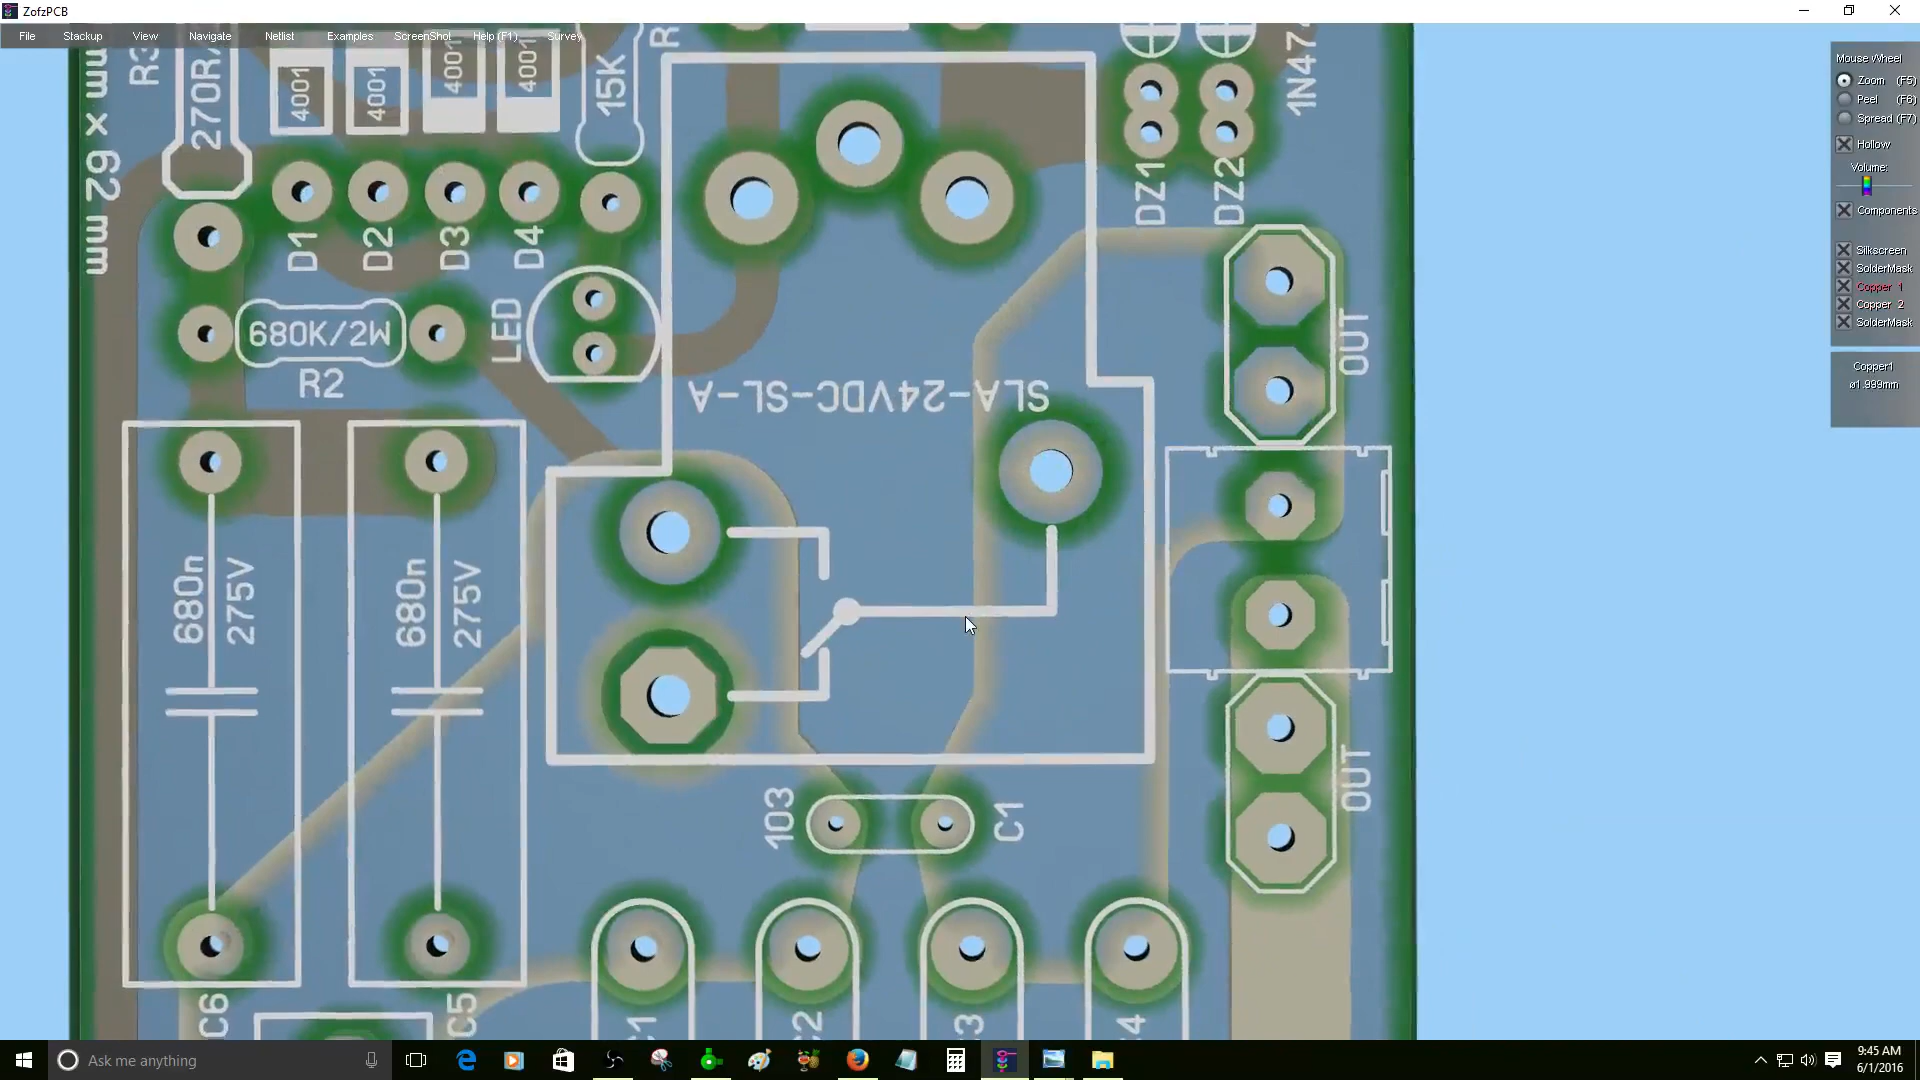 ZofzPCB
File Stackup View Navigate Netlist Examples ScreenShot Help (F1) Survey
Mouse Wheel
Zoom (F5)
Peel (F6)
Spread (F7)
Hollow
Volume:
Components
Silkscreen
SolderMask
Copper 1
Copper 2
SolderMask
Copper1
ø1.999mm
mm x 62 mm
R3
270R/
4001
4001
4001
4001
15K
R
1N474
D1
D2
D3
D4
DZ1
DZ2
LED
680K/2W
R2
SLA-24VDC-SL-A
OUT
680n
275V
680n
275V
OUT
103
C1
C6
C5
C1
C2
Ask me anything
9:45 AM
6/1/2016